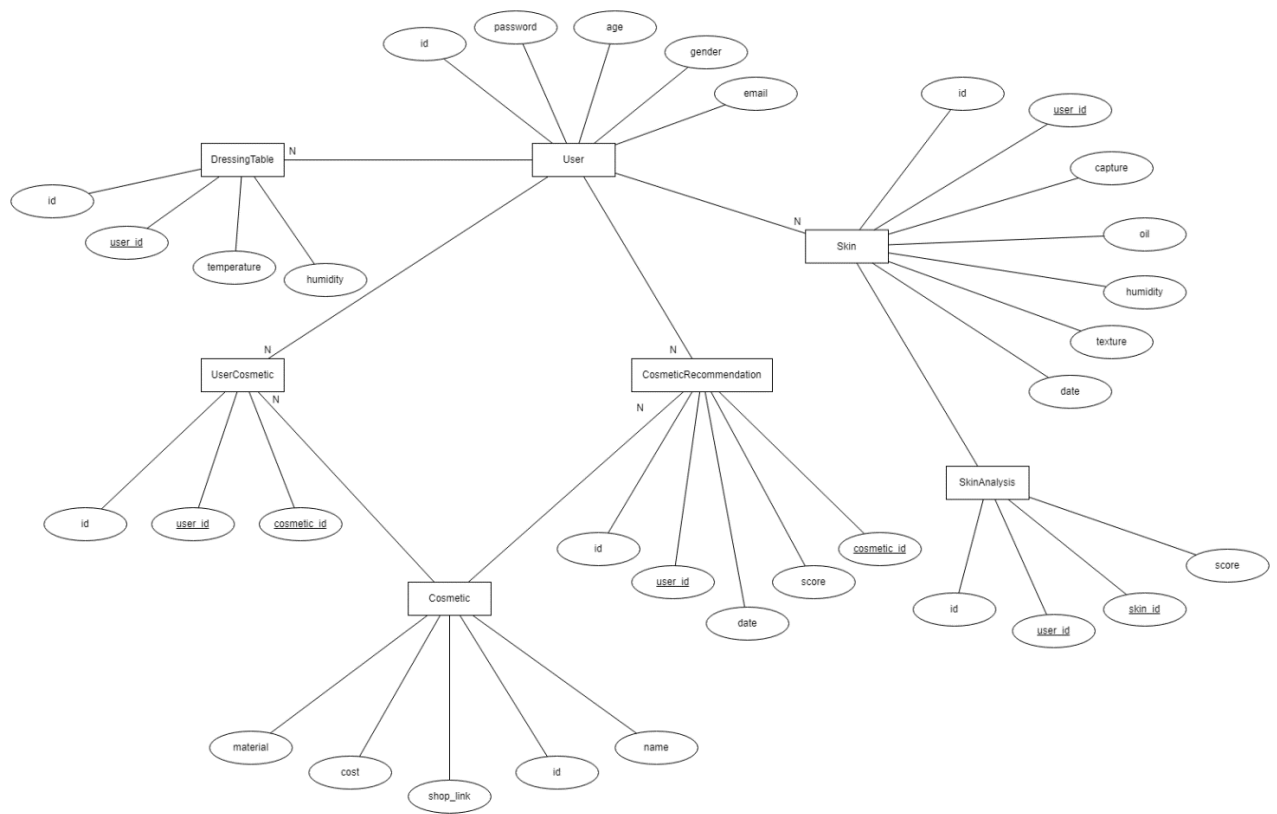 password
age
id
gender
email
id
user_id
N
DressingTable
User
capture
id
N
oil
user_id
Skin
temperature
humidity
humidity
texture
N
N
UserCosmetic
CosmeticRecommendation
date
N
N
SkinAnalysis
id
user_id
cosmetic_id
id
cosmetic_id
score
user_id
score
Cosmetic
id
skin_id
date
user_id
material
name
cost
id
shop_link